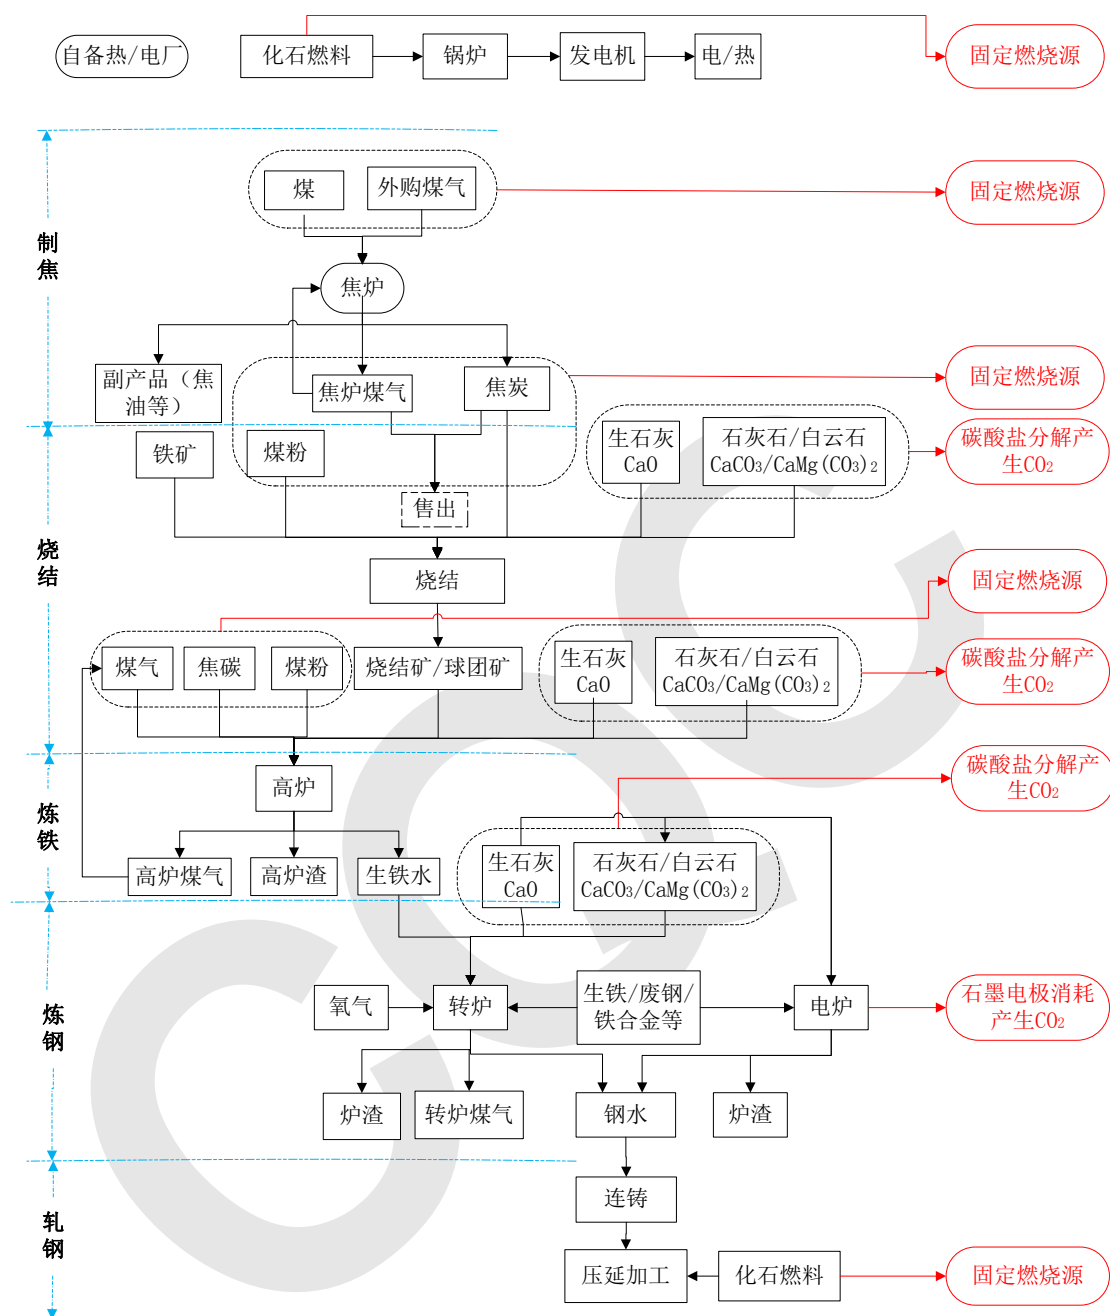 自备热/电厂
化石燃料
锅炉
发电机
电/热
固定燃烧源
制
焦
煤
外购煤气
固定燃烧源
焦炉
副产品（焦
油等）
焦炉煤气
焦炭
固定燃烧源
烧
结
铁矿
煤粉
售出
生石灰
CaO
石灰石/白云石
CaCO₃/CaMg(CO₃)₂
碳酸盐分解产
生CO₂
烧结
固定燃烧源
煤气
焦碳
煤粉
烧结矿/球团矿
生石灰
CaO
石灰石/白云石
CaCO₃/CaMg(CO₃)₂
碳酸盐分解产
生CO₂
炼
铁
高炉
碳酸盐分解产
生CO₂
高炉煤气
高炉渣
生铁水
生石灰
CaO
石灰石/白云石
CaCO₃/CaMg(CO₃)₂
炼
钢
氧气
转炉
生铁/废钢/
铁合金等
电炉
石墨电极消耗
产生CO₂
炉渣
转炉煤气
钢水
炉渣
轧
钢
连铸
压延加工
化石燃料
固定燃烧源
CQC